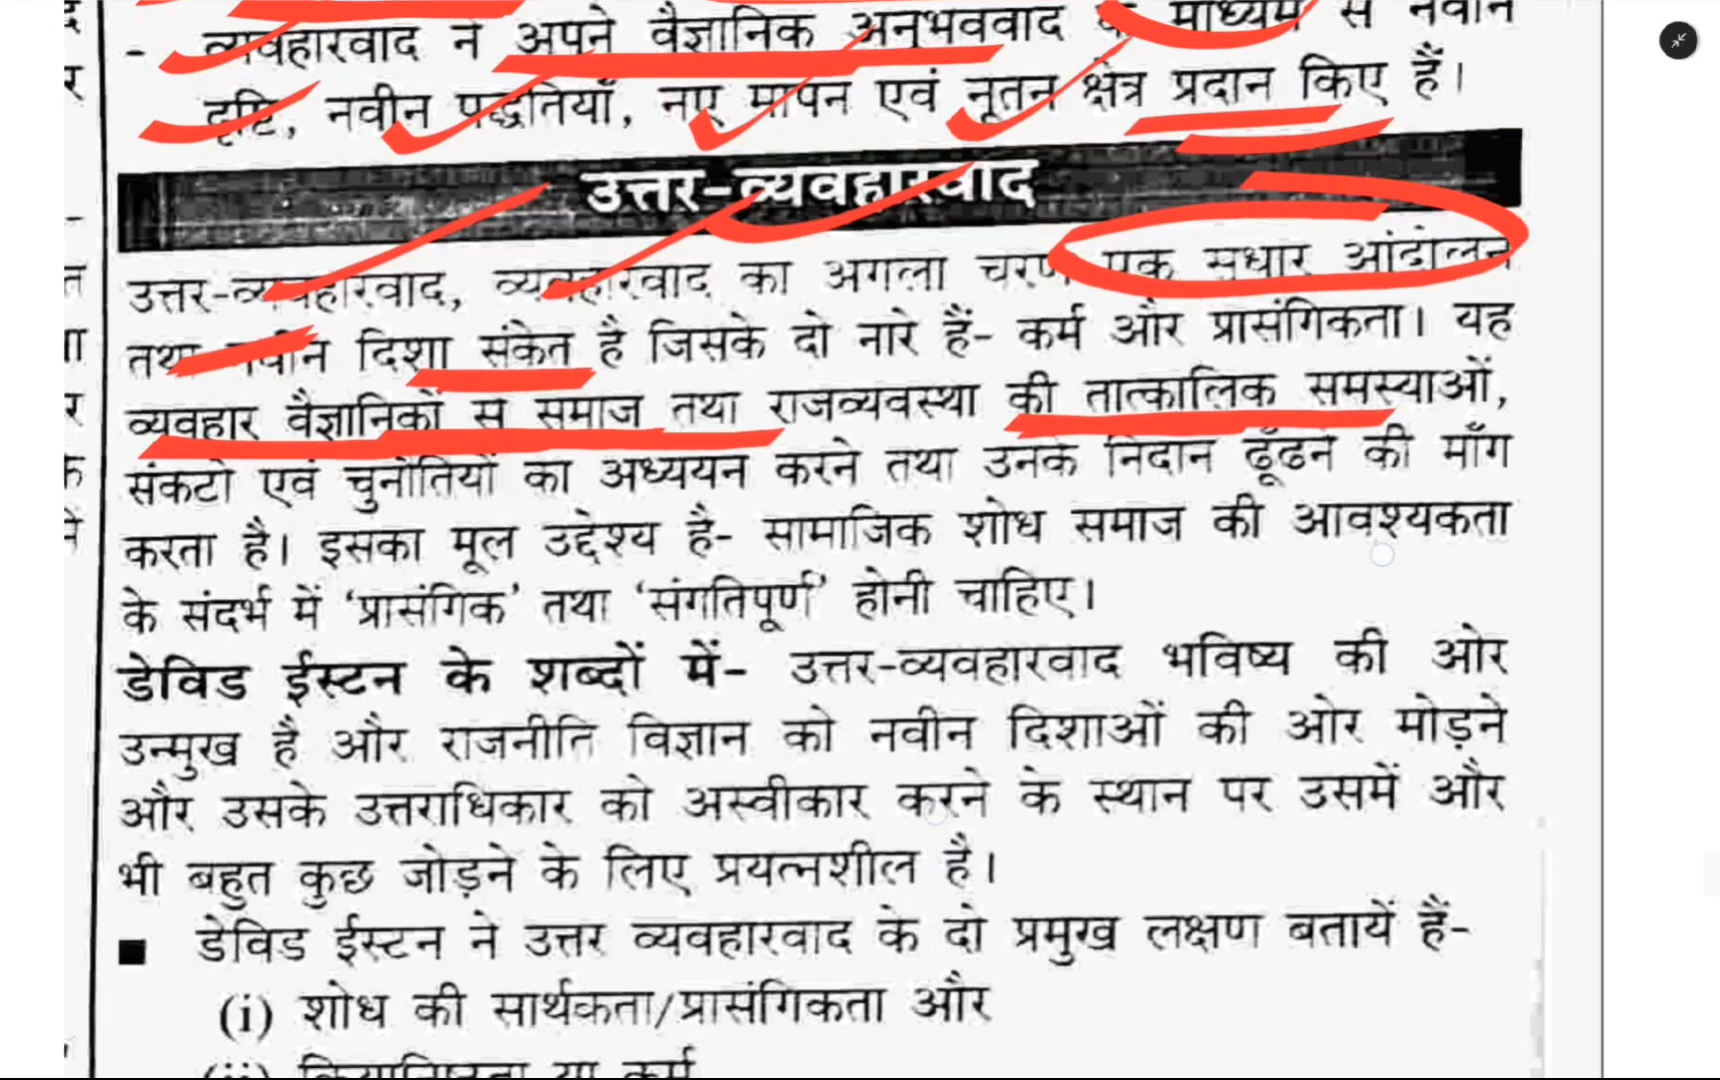 - व्यवहारवाद ने अपने वैज्ञानिक अनुभववाद के माध्यम से नवीन
दृष्टि, नवीन पद्धतियाँ, नए मापन एवं नूतन क्षेत्र प्रदान किए हैं।
उत्तर-व्यवहारवाद
उत्तर-व्यवहारवाद, व्यवहारवाद का अगला चरण एक सुधार आंदोलन
तथा नवीन दिशा संकेत है जिसके दो नारे हैं- कर्म और प्रासंगिकता। यह
व्यवहार वैज्ञानिकों से समाज तथा राजव्यवस्था की तात्कालिक समस्याओं,
संकटो एवं चुनौतियों का अध्ययन करने तथा उनके निदान ढूँढने की माँग
करता है। इसका मूल उद्देश्य है- सामाजिक शोध समाज की आवश्यकता
के संदर्भ में ‘प्रासंगिक’ तथा ‘संगतिपूर्ण’ होनी चाहिए।
डेविड ईस्टन के शब्दों में- उत्तर-व्यवहारवाद भविष्य की ओर
उन्मुख है और राजनीति विज्ञान को नवीन दिशाओं की ओर मोड़ने
और उसके उत्तराधिकार को अस्वीकार करने के स्थान पर उसमें और
भी बहुत कुछ जोड़ने के लिए प्रयत्नशील है।
■ डेविड ईस्टन ने उत्तर व्यवहारवाद के दो प्रमुख लक्षण बतायें हैं-
(i) शोध की सार्थकता/प्रासंगिकता और
(ii) क्रियानिष्ठता या कर्म